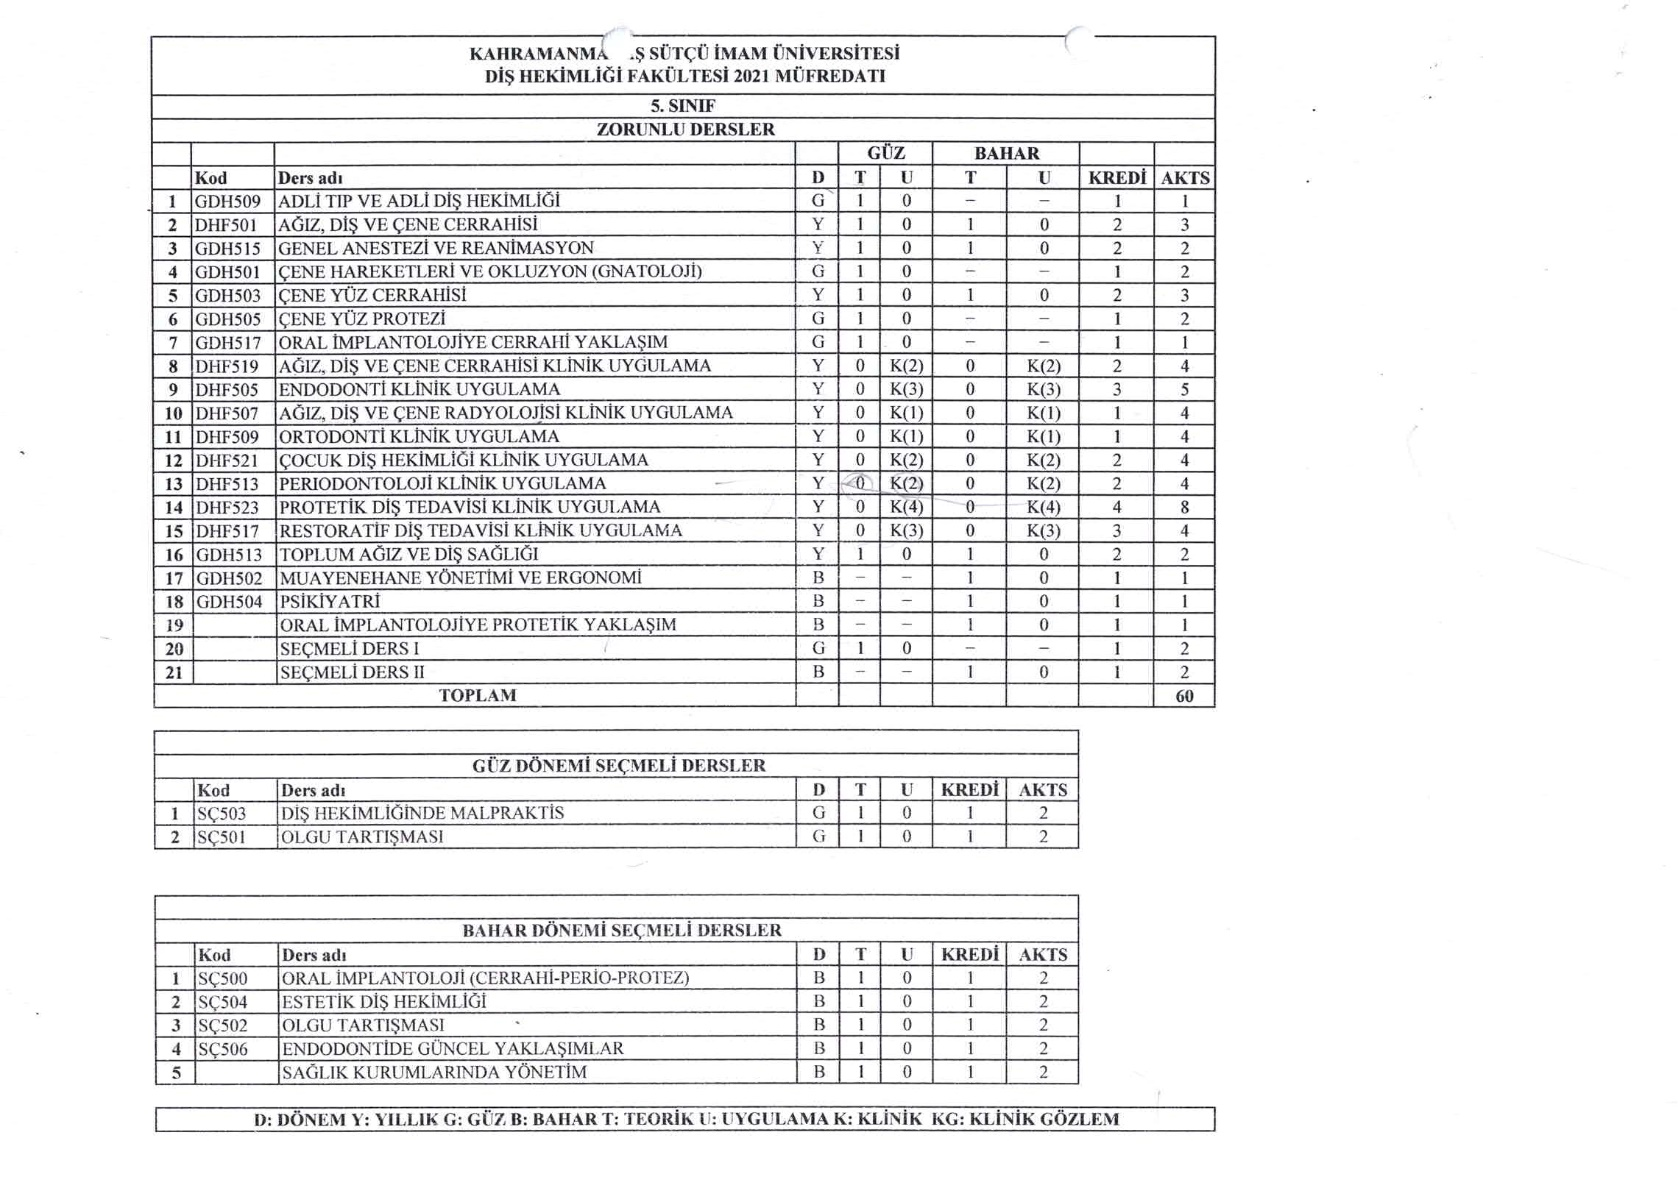 KAHRAMANMA Ş SÜTÇÜ İMAM ÜNİVERSİTESİ
DİŞ HEKİMLİĞİ FAKÜLTESİ 2021 MÜFREDATI
5. SINIF
ZORUNLU DERSLER
GÜZ BAHAR
Kod Ders adı D T U T U KREDİ AKTS
1 GDH509 ADLİ TIP VE ADLİ DİŞ HEKİMLİĞİ G 1 0 – – 1 1
2 DHF501 AĞIZ, DİŞ VE ÇENE CERRAHİSİ Y 1 0 1 0 2 3
3 GDH515 GENEL ANESTEZİ VE REANİMASYON Y 1 0 1 0 2 2
4 GDH501 ÇENE HAREKETLERİ VE OKLUZYON (GNATOLOJİ) G 1 0 – – 1 2
5 GDH503 ÇENE YÜZ CERRAHİSİ Y 1 0 1 0 2 3
6 GDH505 ÇENE YÜZ PROTEZİ G 1 0 – – 1 2
7 GDH517 ORAL İMPLANTOLOJİYE CERRAHİ YAKLAŞIM G 1 0 – – 1 1
8 DHF519 AĞIZ, DİŞ VE ÇENE CERRAHİSİ KLİNİK UYGULAMA Y 0 K(2) 0 K(2) 2 4
9 DHF505 ENDODONTİ KLİNİK UYGULAMA Y 0 K(3) 0 K(3) 3 5
10 DHF507 AĞIZ, DİŞ VE ÇENE RADYOLOJİSİ KLİNİK UYGULAMA Y 0 K(1) 0 K(1) 1 4
11 DHF509 ORTODONTİ KLİNİK UYGULAMA Y 0 K(1) 0 K(1) 1 4
12 DHF521 ÇOCUK DİŞ HEKİMLİĞİ KLİNİK UYGULAMA Y 0 K(2) 0 K(2) 2 4
13 DHF513 PERİODONTOLOJİ KLİNİK UYGULAMA Y 0 K(2) 0 K(2) 2 4
14 DHF523 PROTETİK DİŞ TEDAVİSİ KLİNİK UYGULAMA Y 0 K(4) 0 K(4) 4 8
15 DHF517 RESTORATİF DİŞ TEDAVİSİ KLİNİK UYGULAMA Y 0 K(3) 0 K(3) 3 4
16 GDH513 TOPLUM AĞIZ VE DİŞ SAĞLIĞI Y 1 0 1 0 2 2
17 GDH502 MUAYENEHANE YÖNETİMİ VE ERGONOMİ B – – 1 0 1 1
18 GDH504 PSİKİYATRİ B – – 1 0 1 1
19 ORAL İMPLANTOLOJİYE PROTETİK YAKLAŞIM B – – 1 0 1 1
20 SEÇMELİ DERS I G 1 0 – – 1 2
21 SEÇMELİ DERS II B – – 1 0 1 2
TOPLAM 60
GÜZ DÖNEMİ SEÇMELİ DERSLER
Kod Ders adı D T U KREDİ AKTS
1 SÇ503 DİŞ HEKİMLİĞİNDE MALPRAKTİS G 1 0 1 2
2 SÇ501 OLGU TARTIŞMASI G 1 0 1 2
BAHAR DÖNEMİ SEÇMELİ DERSLER
Kod Ders adı D T U KREDİ AKTS
1 SÇ500 ORAL İMPLANTOLOJİ (CERRAHİ-PERİO-PROTEZ) B 1 0 1 2
2 SÇ504 ESTETİK DİŞ HEKİMLİĞİ B 1 0 1 2
3 SÇ502 OLGU TARTIŞMASI B 1 0 1 2
4 SÇ506 ENDODONTİDE GÜNCEL YAKLAŞIMLAR B 1 0 1 2
5 SAĞLIK KURUMLARINDA YÖNETİM B 1 0 1 2
D: DÖNEM Y: YILLIK G: GÜZ B: BAHAR T: TEORİK U: UYGULAMA K: KLİNİK KG: KLİNİK GÖZLEM